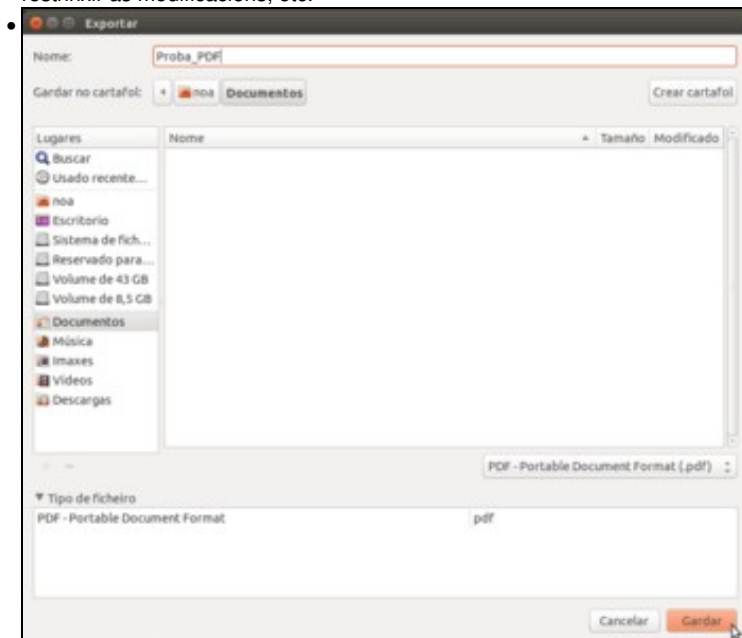 Exportar
Nome:
Proba_PDF
Gardar no cartafol:
noa
Documentos
Crear cartafol
Lugares
Nome
Tamaño
Modificado
Buscar
Usado recente...
noa
Escritorio
Sistema de fich...
Reservado para...
Volume de 43 GB
Volume de 8,5 GB
Documentos
Música
Imaxes
Vídeos
Descargas
PDF - Portable Document Format (.pdf)
Tipo de ficheiro
PDF - Portable Document Format
pdf
Cancelar
Gardar